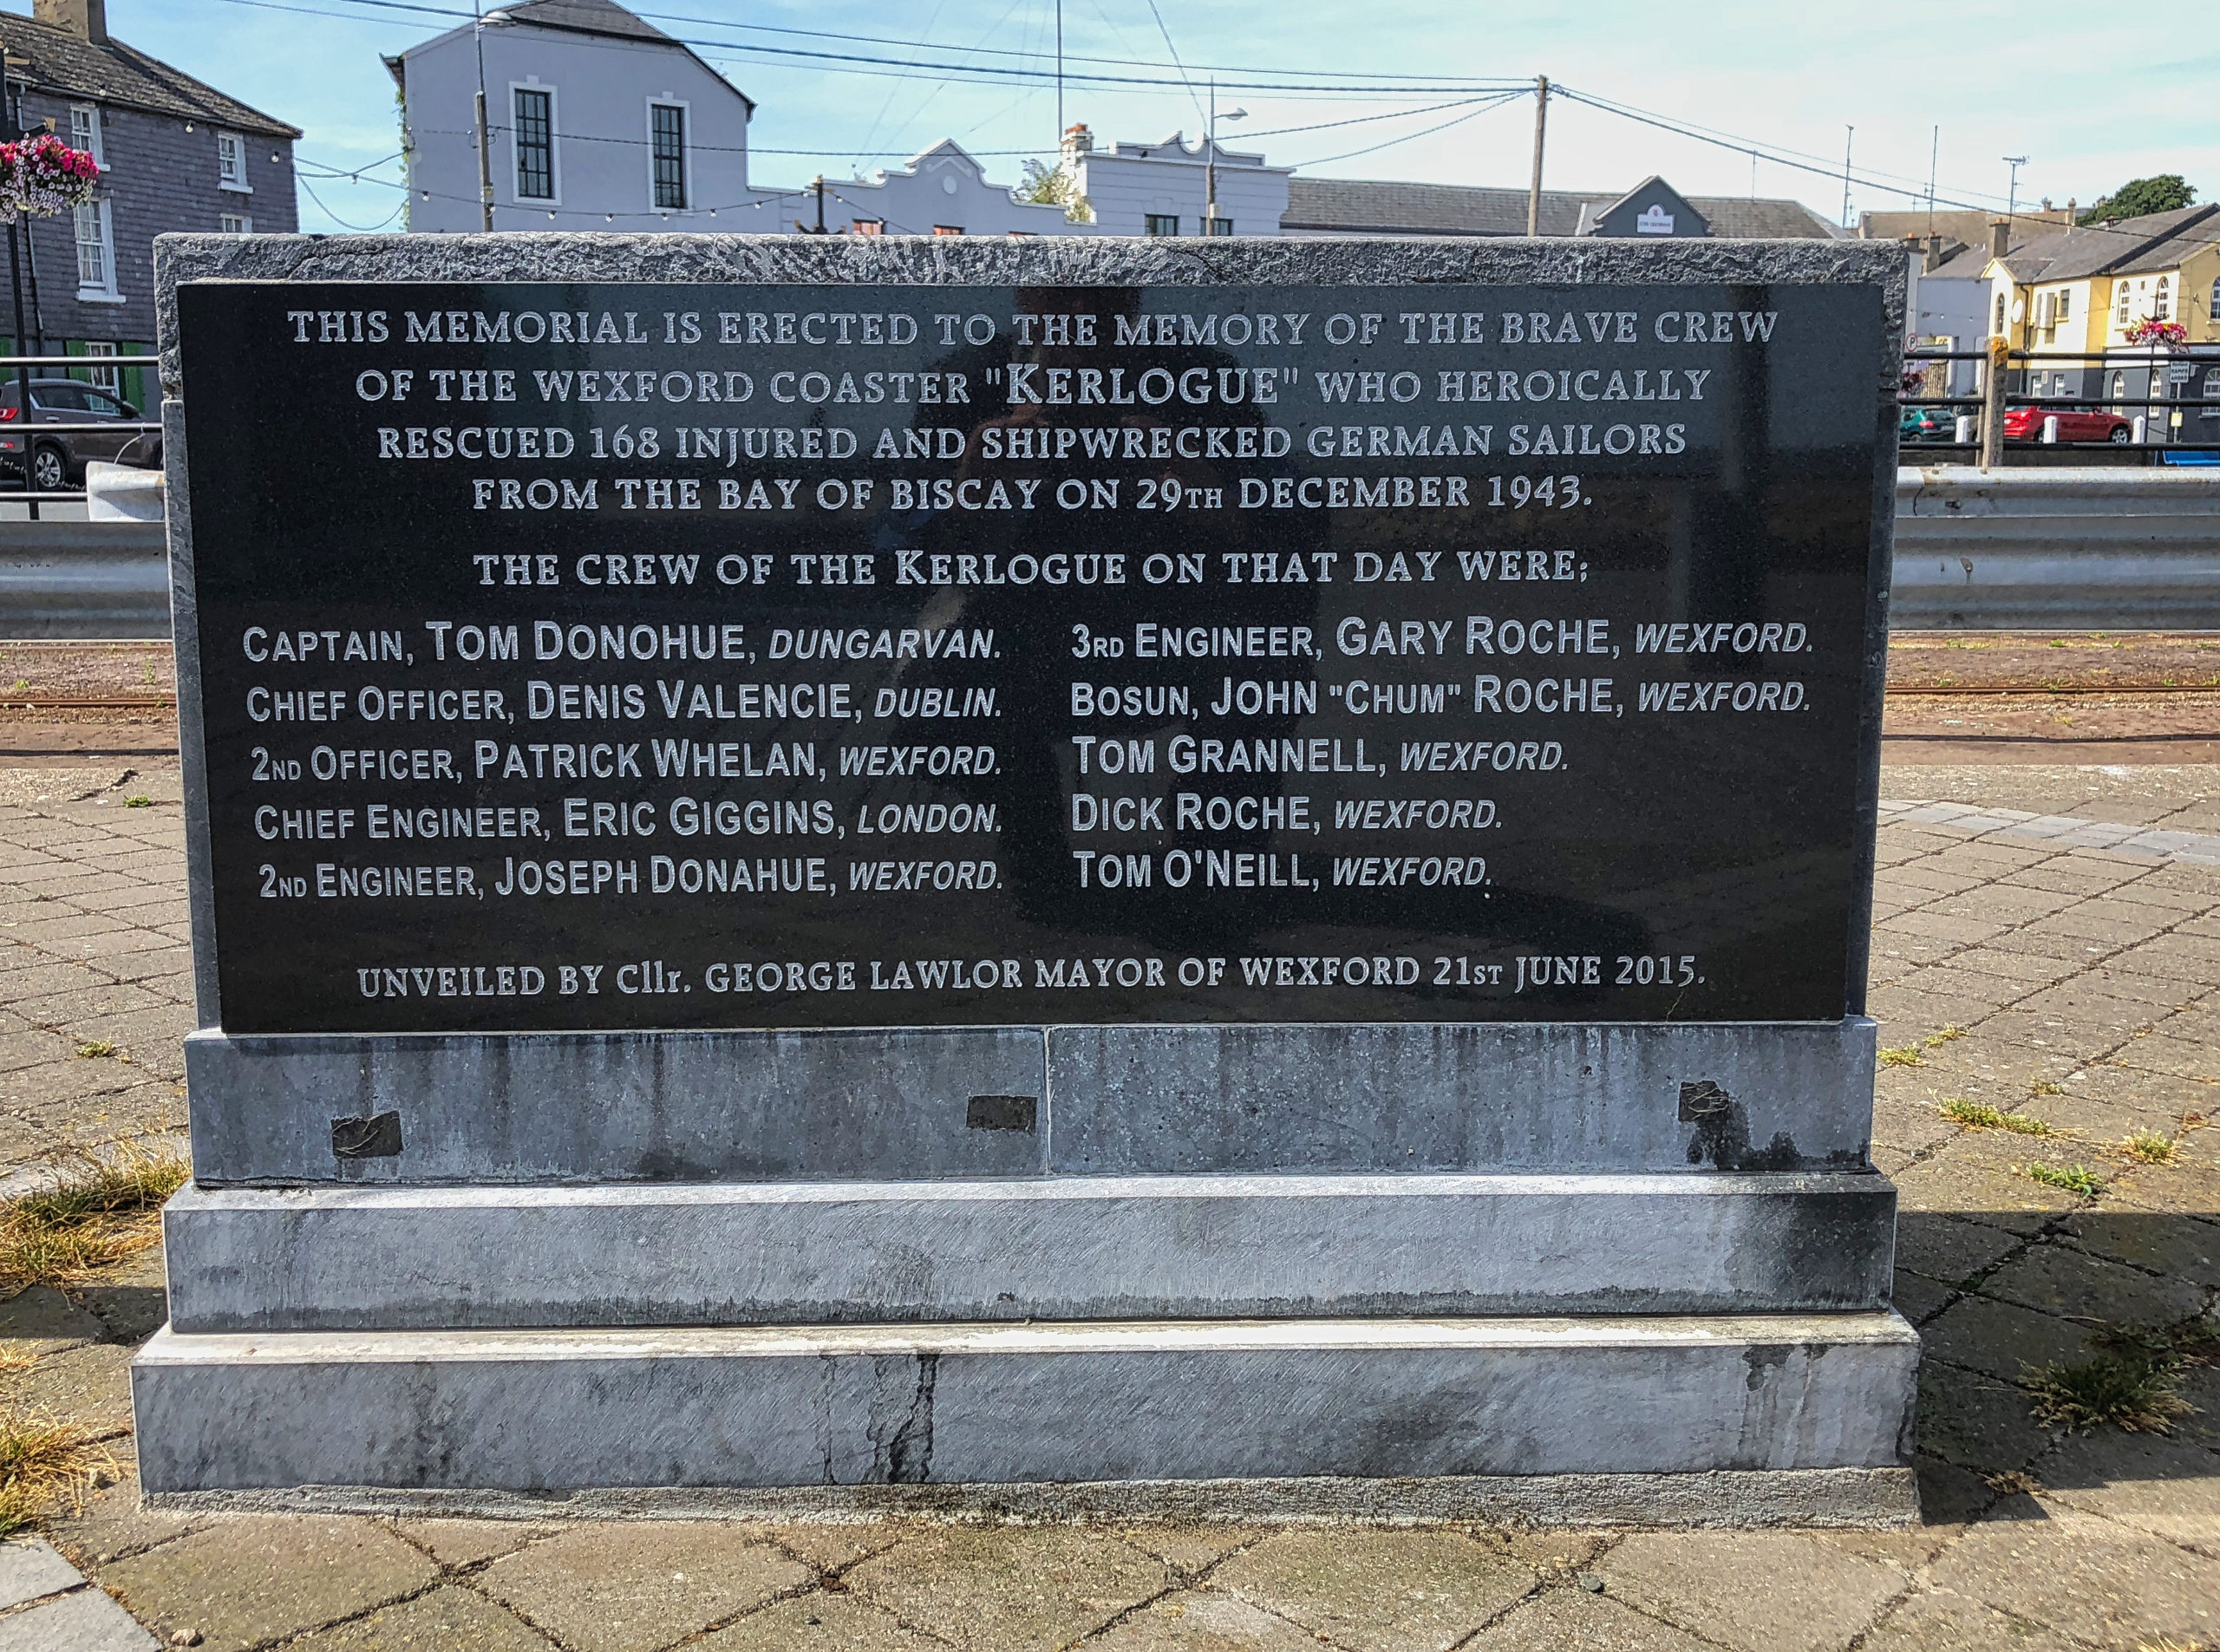 THIS MEMORIAL IS ERECTED TO THE MEMORY OF THE BRAVE CREW
OF THE WEXFORD COASTER "KERLOGUE" WHO HEROICALLY
RESCUED 168 INJURED AND SHIPWRECKED GERMAN SAILORS
FROM THE BAY OF BISCAY ON 29TH DECEMBER 1943.
THE CREW OF THE KERLOGUE ON THAT DAY WERE;
CAPTAIN, TOM DONOHUE, DUNGARVAN.
CHIEF OFFICER, DENIS VALENCIE, DUBLIN.
2ND OFFICER, PATRICK WHELAN, WEXFORD.
CHIEF ENGINEER, ERIC GIGGINS, LONDON.
2ND ENGINEER, JOSEPH DONAHUE, WEXFORD.
3RD ENGINEER, GARY ROCHE, WEXFORD.
BOSUN, JOHN "CHUM" ROCHE, WEXFORD.
TOM GRANNELL, WEXFORD.
DICK ROCHE, WEXFORD.
TOM O'NEILL, WEXFORD.
UNVEILED BY Cllr. GEORGE LAWLOR MAYOR OF WEXFORD 21ST JUNE 2015.